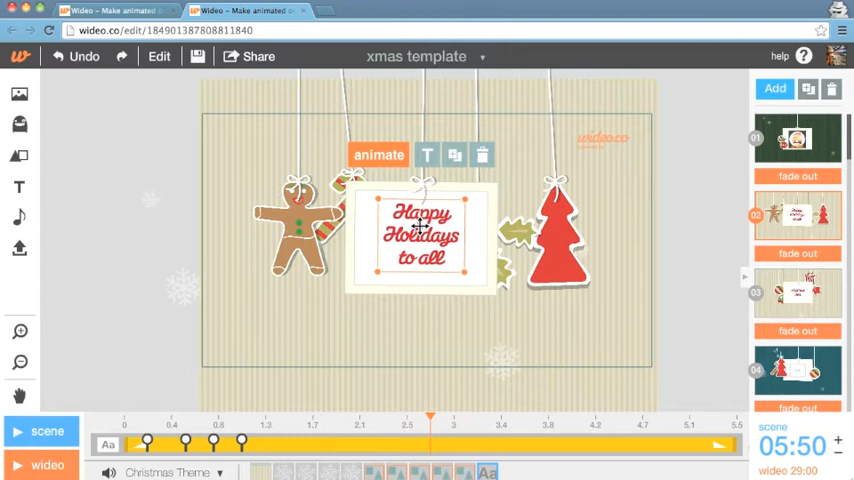 Wideo – Make animated on
Wideo – Make animated on
wideo.co/edit/184901387808811840
Undo
Edit
Share
xmas template
help
?
Add
wideo.co
animate
T
Happy
Holidays
to all
01
fade out
02
fade out
03
fade out
04
fade out
0
0.4
0.8
1.3
1.7
2.1
2.5
3
3.4
3.8
4.2
4.7
5.1
5.5
scene
Aa
scene
05:50
+
−
wideo
Christmas Theme
Aa
wideo 29:00